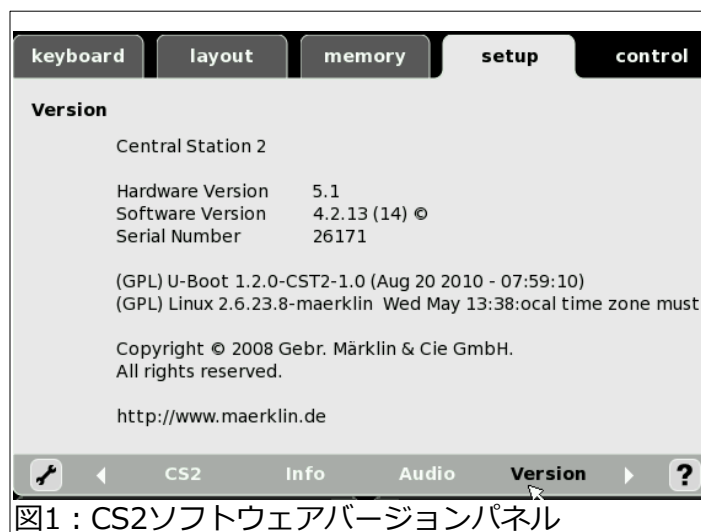 keyboard layout memory setup control
Version
Central Station 2
Hardware Version 5.1
Software Version 4.2.13 (14) ©
Serial Number 26171
(GPL) U-Boot 1.2.0-CST2-1.0 (Aug 20 2010 - 07:59:10)
(GPL) Linux 2.6.23.8-maerklin Wed May 13:38:ocal time zone must
Copyright © 2008 Gebr. Märklin & Cie GmbH.
All rights reserved.
http://www.maerklin.de
CS2 Info Audio Version ?
図1：CS2ソフトウェアバージョンパネル